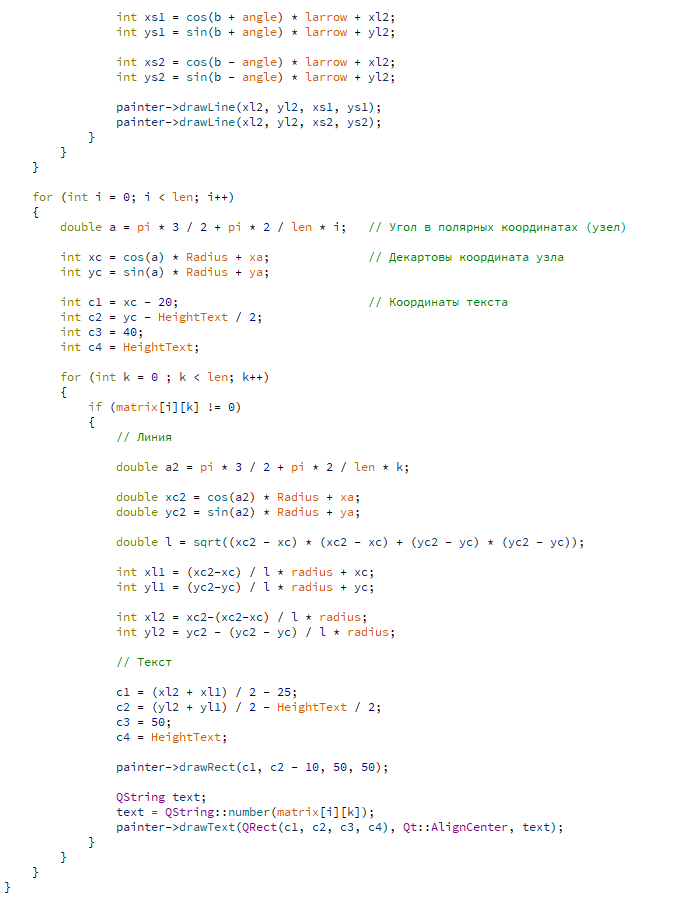 int xs1 = cos(b + angle) * larrow + xl2;
int ys1 = sin(b + angle) * larrow + yl2;
int xs2 = cos(b - angle) * larrow + xl2;
int ys2 = sin(b - angle) * larrow + yl2;
painter->drawLine(xl2, yl2, xs1, ys1);
painter->drawLine(xl2, yl2, xs2, ys2);
}
}
}
for (int i = 0; i < len; i++)
{
double a = pi * 3 / 2 + pi * 2 / len * i;   // Угол в полярных координатах (узел)
int xc = cos(a) * Radius + xa;              // Декартовы координата узла
int yc = sin(a) * Radius + ya;
int c1 = xc - 20;                           // Координаты текста
int c2 = yc - HeightText / 2;
int c3 = 40;
int c4 = HeightText;
for (int k = 0 ; k < len; k++)
{
if (matrix[i][k] != 0)
{
// Линия
double a2 = pi * 3 / 2 + pi * 2 / len * k;
double xc2 = cos(a2) * Radius + xa;
double yc2 = sin(a2) * Radius + ya;
double l = sqrt((xc2 - xc) * (xc2 - xc) + (yc2 - yc) * (yc2 - yc));
int xl1 = (xc2-xc) / l * radius + xc;
int yl1 = (yc2-yc) / l * radius + yc;
int xl2 = xc2-(xc2-xc) / l * radius;
int yl2 = yc2 - (yc2 - yc) / l * radius;
// Текст
c1 = (xl2 + xl1) / 2 - 25;
c2 = (yl2 + yl1) / 2 - HeightText / 2;
c3 = 50;
c4 = HeightText;
painter->drawRect(c1, c2 - 10, 50, 50);
QString text;
text = QString::number(matrix[i][k]);
painter->drawText(QRect(c1, c2, c3, c4), Qt::AlignCenter, text);
}
}
}
}